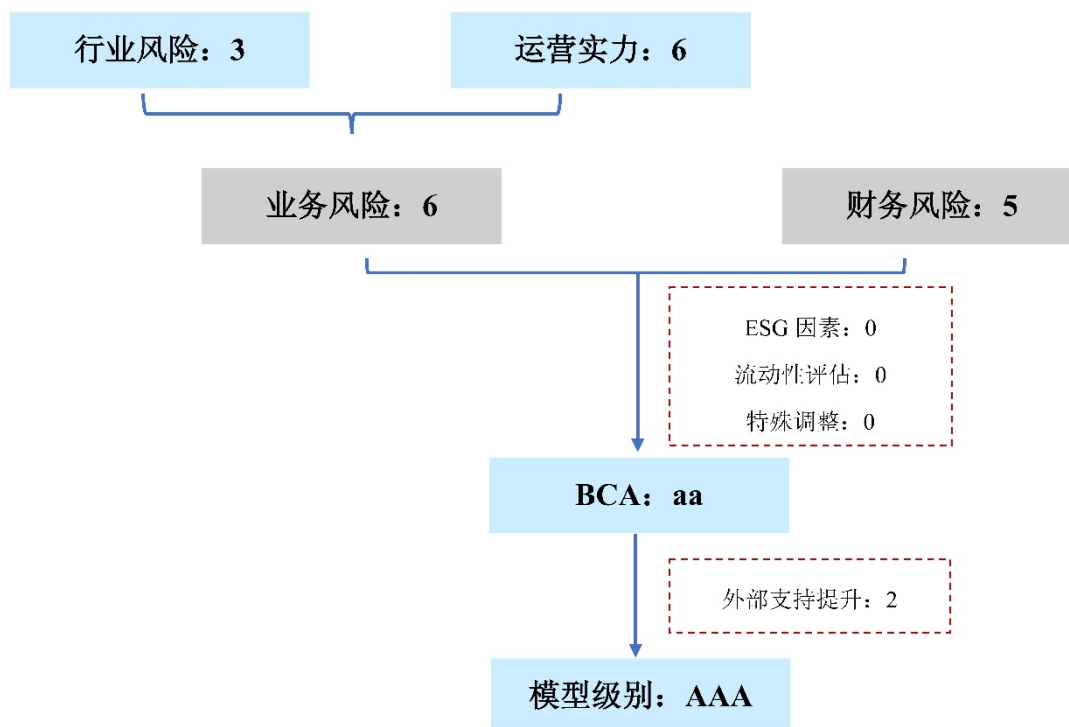 行业风险：3
运营实力：6
业务风险：6
财务风险：5
ESG 因素：0
流动性评估：0
特殊调整：0
BCA：aa
外部支持提升：2
模型级别：AAA